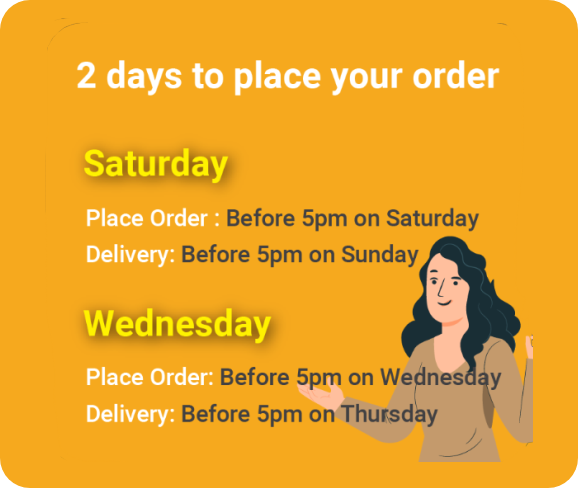 2 days to place your order
Saturday
Place Order : Before 5pm on Saturday
Delivery: Before 5pm on Sunday
Wednesday
Place Order: Before 5pm on Wednesday
Delivery: Before 5pm on Thursday